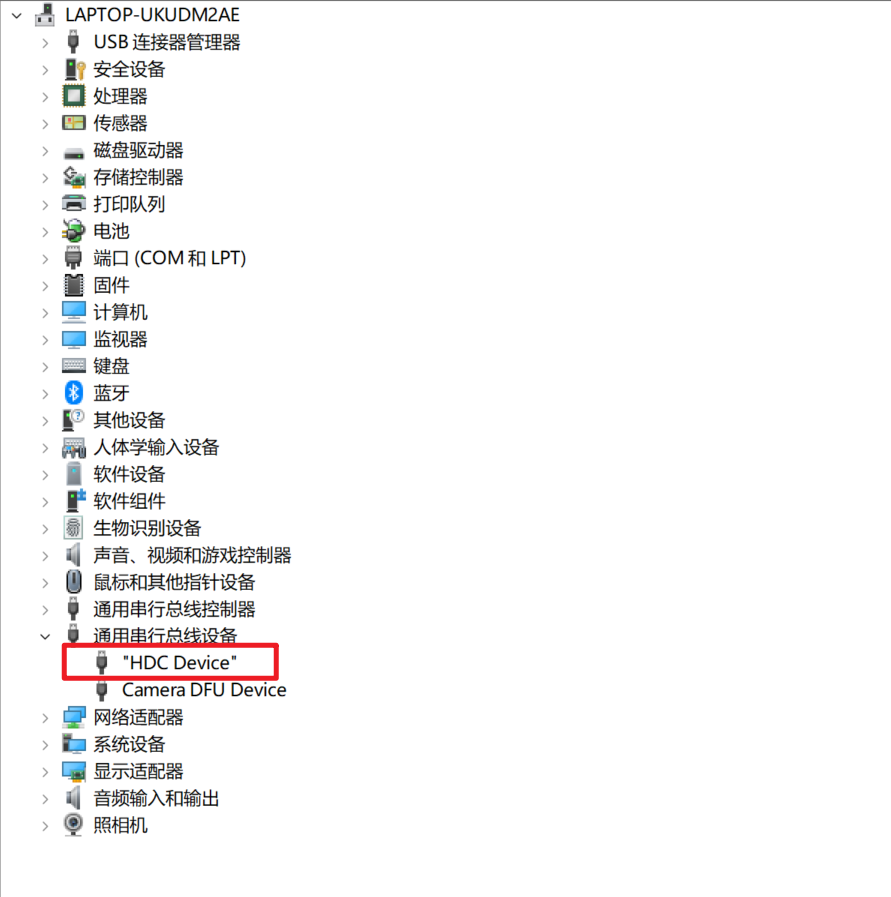 LAPTOP-UKUDM2AE
USB 连接器管理器
安全设备
处理器
传感器
磁盘驱动器
存储控制器
打印队列
电池
端口 (COM 和 LPT)
固件
计算机
监视器
键盘
蓝牙
其他设备
人体学输入设备
软件设备
软件组件
生物识别设备
声音、视频和游戏控制器
鼠标和其他指针设备
通用串行总线控制器
通用串行总线设备
"HDC Device"
Camera DFU Device
网络适配器
系统设备
显示适配器
音频输入和输出
照相机